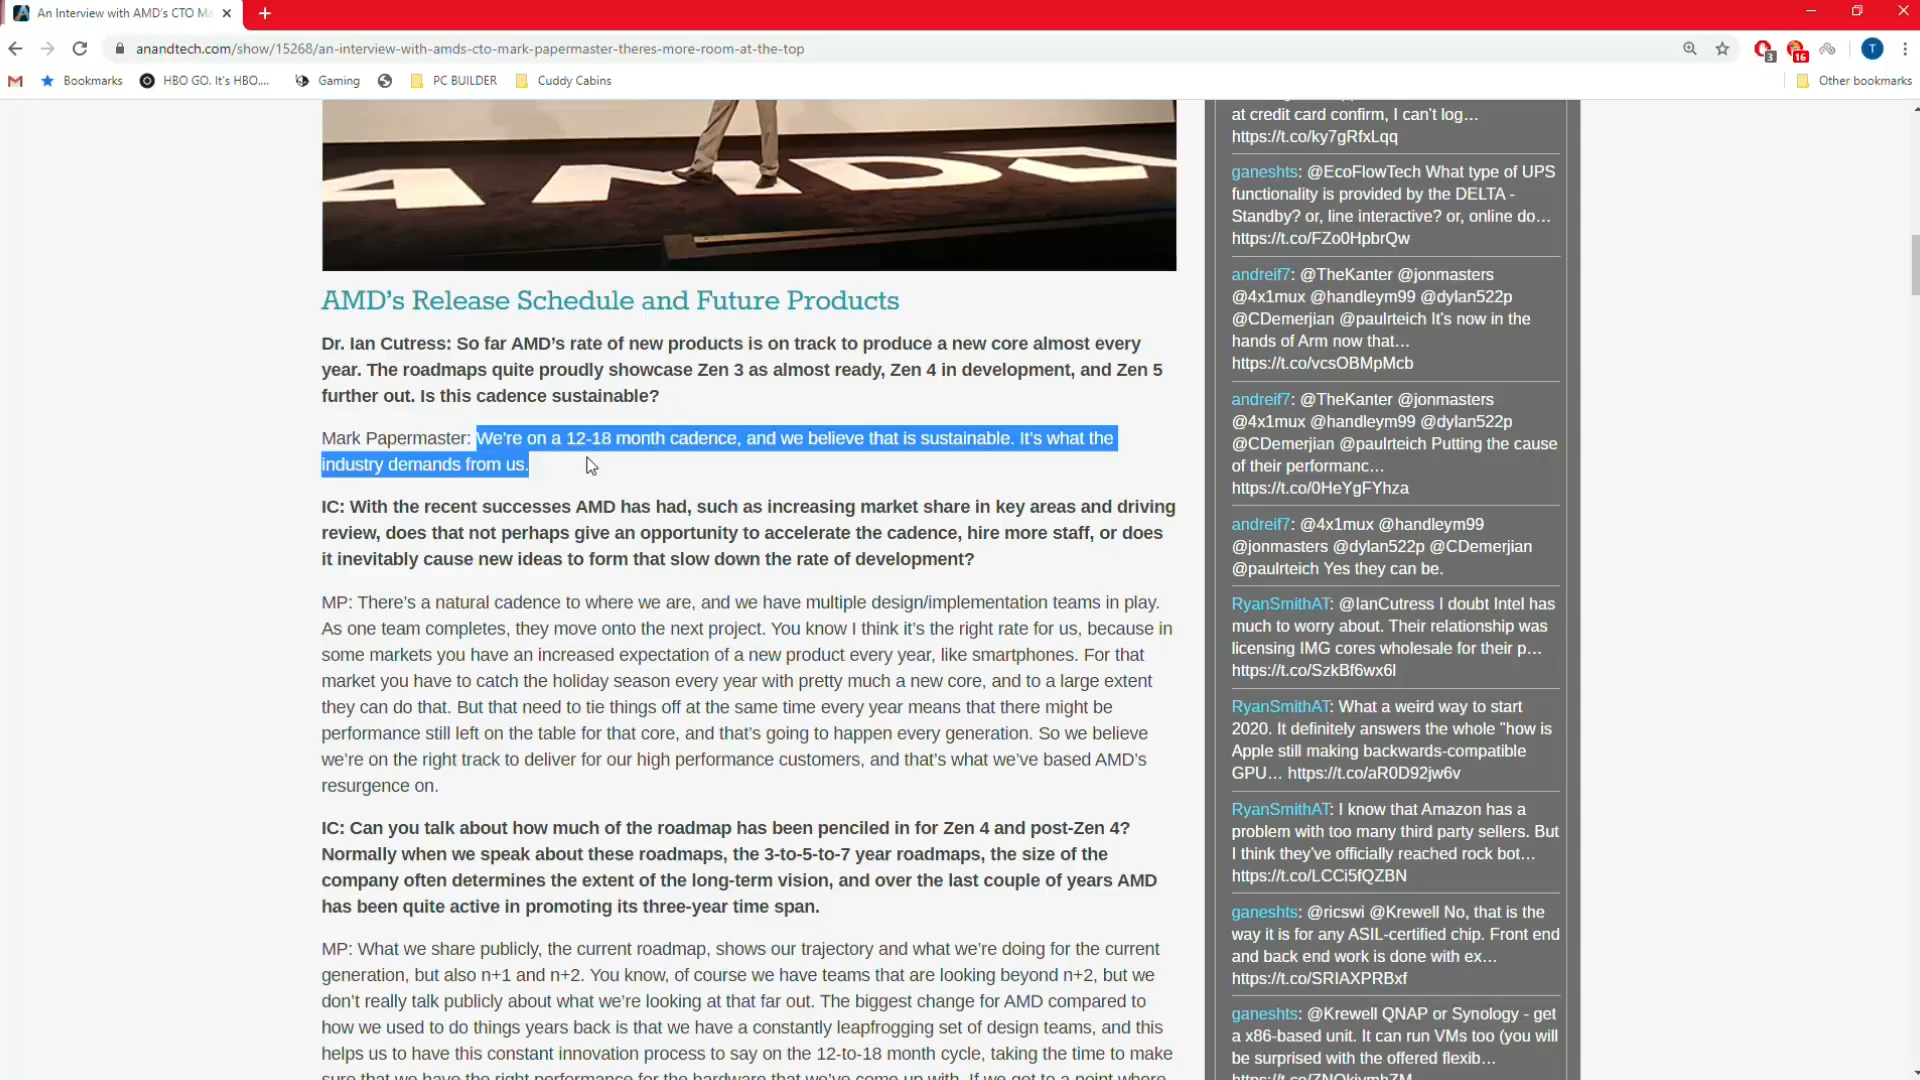 An Interview with AMD's CTO Ma
anandtech.com/show/15268/an-interview-with-amds-cto-mark-papermaster-theres-more-room-at-the-top
3
16
T
Bookmarks
HBO GO. It's HBO....
Gaming
PC BUILDER
Cuddy Cabins
Other bookmarks
AMD
AMD's Release Schedule and Future Products
Dr. Ian Cutress: So far AMD's rate of new products is on track to produce a new core almost every
year. The roadmaps quite proudly showcase Zen 3 as almost ready, Zen 4 in development, and Zen 5
further out. Is this cadence sustainable?
Mark Papermaster: We're on a 12-18 month cadence, and we believe that is sustainable. It's what the
industry demands from us.
IC: With the recent successes AMD has had, such as increasing market share in key areas and driving
review, does that not perhaps give an opportunity to accelerate the cadence, hire more staff, or does
it inevitably cause new ideas to form that slow down the rate of development?
MP: There's a natural cadence to where we are, and we have multiple design/implementation teams in play.
As one team completes, they move onto the next project. You know I think it's the right rate for us, because in
some markets you have an increased expectation of a new product every year, like smartphones. For that
market you have to catch the holiday season every year with pretty much a new core, and to a large extent
they can do that. But that need to tie things off at the same time every year means that there might be
performance still left on the table for that core, and that's going to happen every generation. So we believe
we're on the right track to deliver for our high performance customers, and that's what we've based AMD's
resurgence on.
IC: Can you talk about how much of the roadmap has been penciled in for Zen 4 and post-Zen 4?
Normally when we speak about these roadmaps, the 3-to-5-to-7 year roadmaps, the size of the
company often determines the extent of the long-term vision, and over the last couple of years AMD
has been quite active in promoting its three-year time span.
MP: What we share publicly, the current roadmap, shows our trajectory and what we're doing for the current
generation, but also n+1 and n+2. You know, of course we have teams that are looking beyond n+2, but we
don't really talk publicly about what we're looking at that far out. The biggest change for AMD compared to
how we used to do things years back is that we have a constantly leapfrogging set of design teams, and this
helps us to have this constant innovation process to say on the 12-to-18 month cycle, taking the time to make
sure that we have the right performance for the hardware that we've come up with. If we get to a point where
at credit card confirm, I can't log…
https://t.co/ky7gRfxLqq
ganeshts: @EcoFlowTech What type of UPS
functionality is provided by the DELTA -
Standby? or, line interactive? or, online do…
https://t.co/FZo0HpbrQw
andreif7: @TheKanter @jonmasters
@4x1mux @handleym99 @dylan522p
@CDemerjian @paulrteich It's now in the
hands of Arm now that…
https://t.co/vcsOBMpMcb
andreif7: @TheKanter @jonmasters
@4x1mux @handleym99 @dylan522p
@CDemerjian @paulrteich Putting the cause
of their performanc…
https://t.co/0HeYgFYhza
andreif7: @4x1mux @handleym99
@jonmasters @dylan522p @CDemerjian
@paulrteich Yes they can be.
RyanSmithAT: @IanCutress I doubt Intel has
much to worry about. Their relationship was
licensing IMG cores wholesale for their p…
https://t.co/SzkBf6wx6l
RyanSmithAT: What a weird way to start
2020. It definitely answers the whole "how is
Apple still making backwards-compatible
GPU… https://t.co/aR0D92jw6v
RyanSmithAT: I know that Amazon has a
problem with too many third party sellers. But
I think they've officially reached rock bot…
https://t.co/LCCi5fQZBN
ganeshts: @ricswi @Krewell No, that is the
way it is for any ASIL-certified chip. Front end
and back end work is done with ex…
https://t.co/SRIAXPRBxf
ganeshts: @Krewell QNAP or Synology - get
a x86-based unit. It can run VMs too (you will
be surprised with the offered flexib…